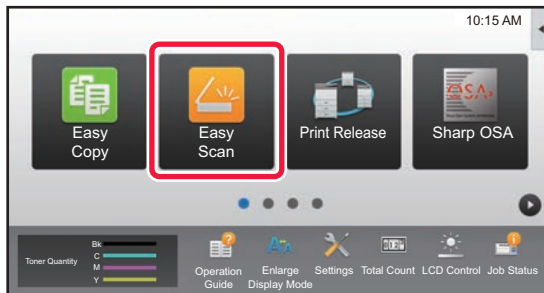 10:15 AM
Easy
Copy
Easy
Scan
Print Release
Sharp OSA
Toner Quantity
Bk
C
M
Y
Operation
Guide
Enlarge
Display Mode
Settings
Total Count
LCD Control
Job Status